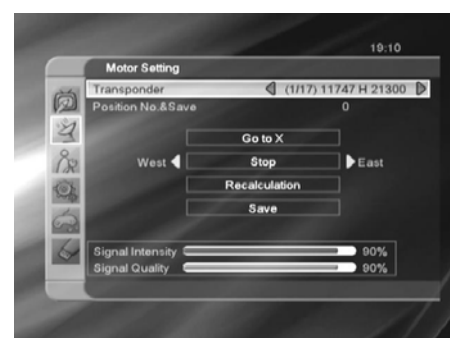 19:10
Motor Setting
Transponder (1/17) 11747 H 21300
Position No.&Save 0
Go to X
West Stop East
Recalculation
Save
Signal Intensity 90%
Signal Quality 90%